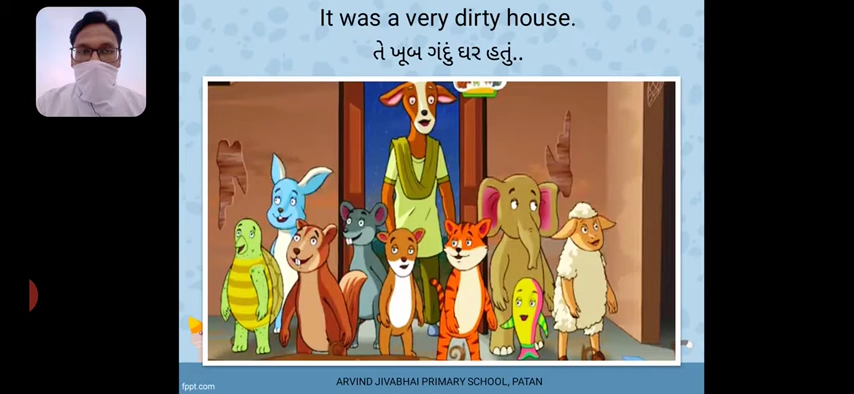 It was a very dirty house.
તે ખૂબ ગંદું ઘર હતું..
ARVIND JIVABHAI PRIMARY SCHOOL, PATAN
fppt.com